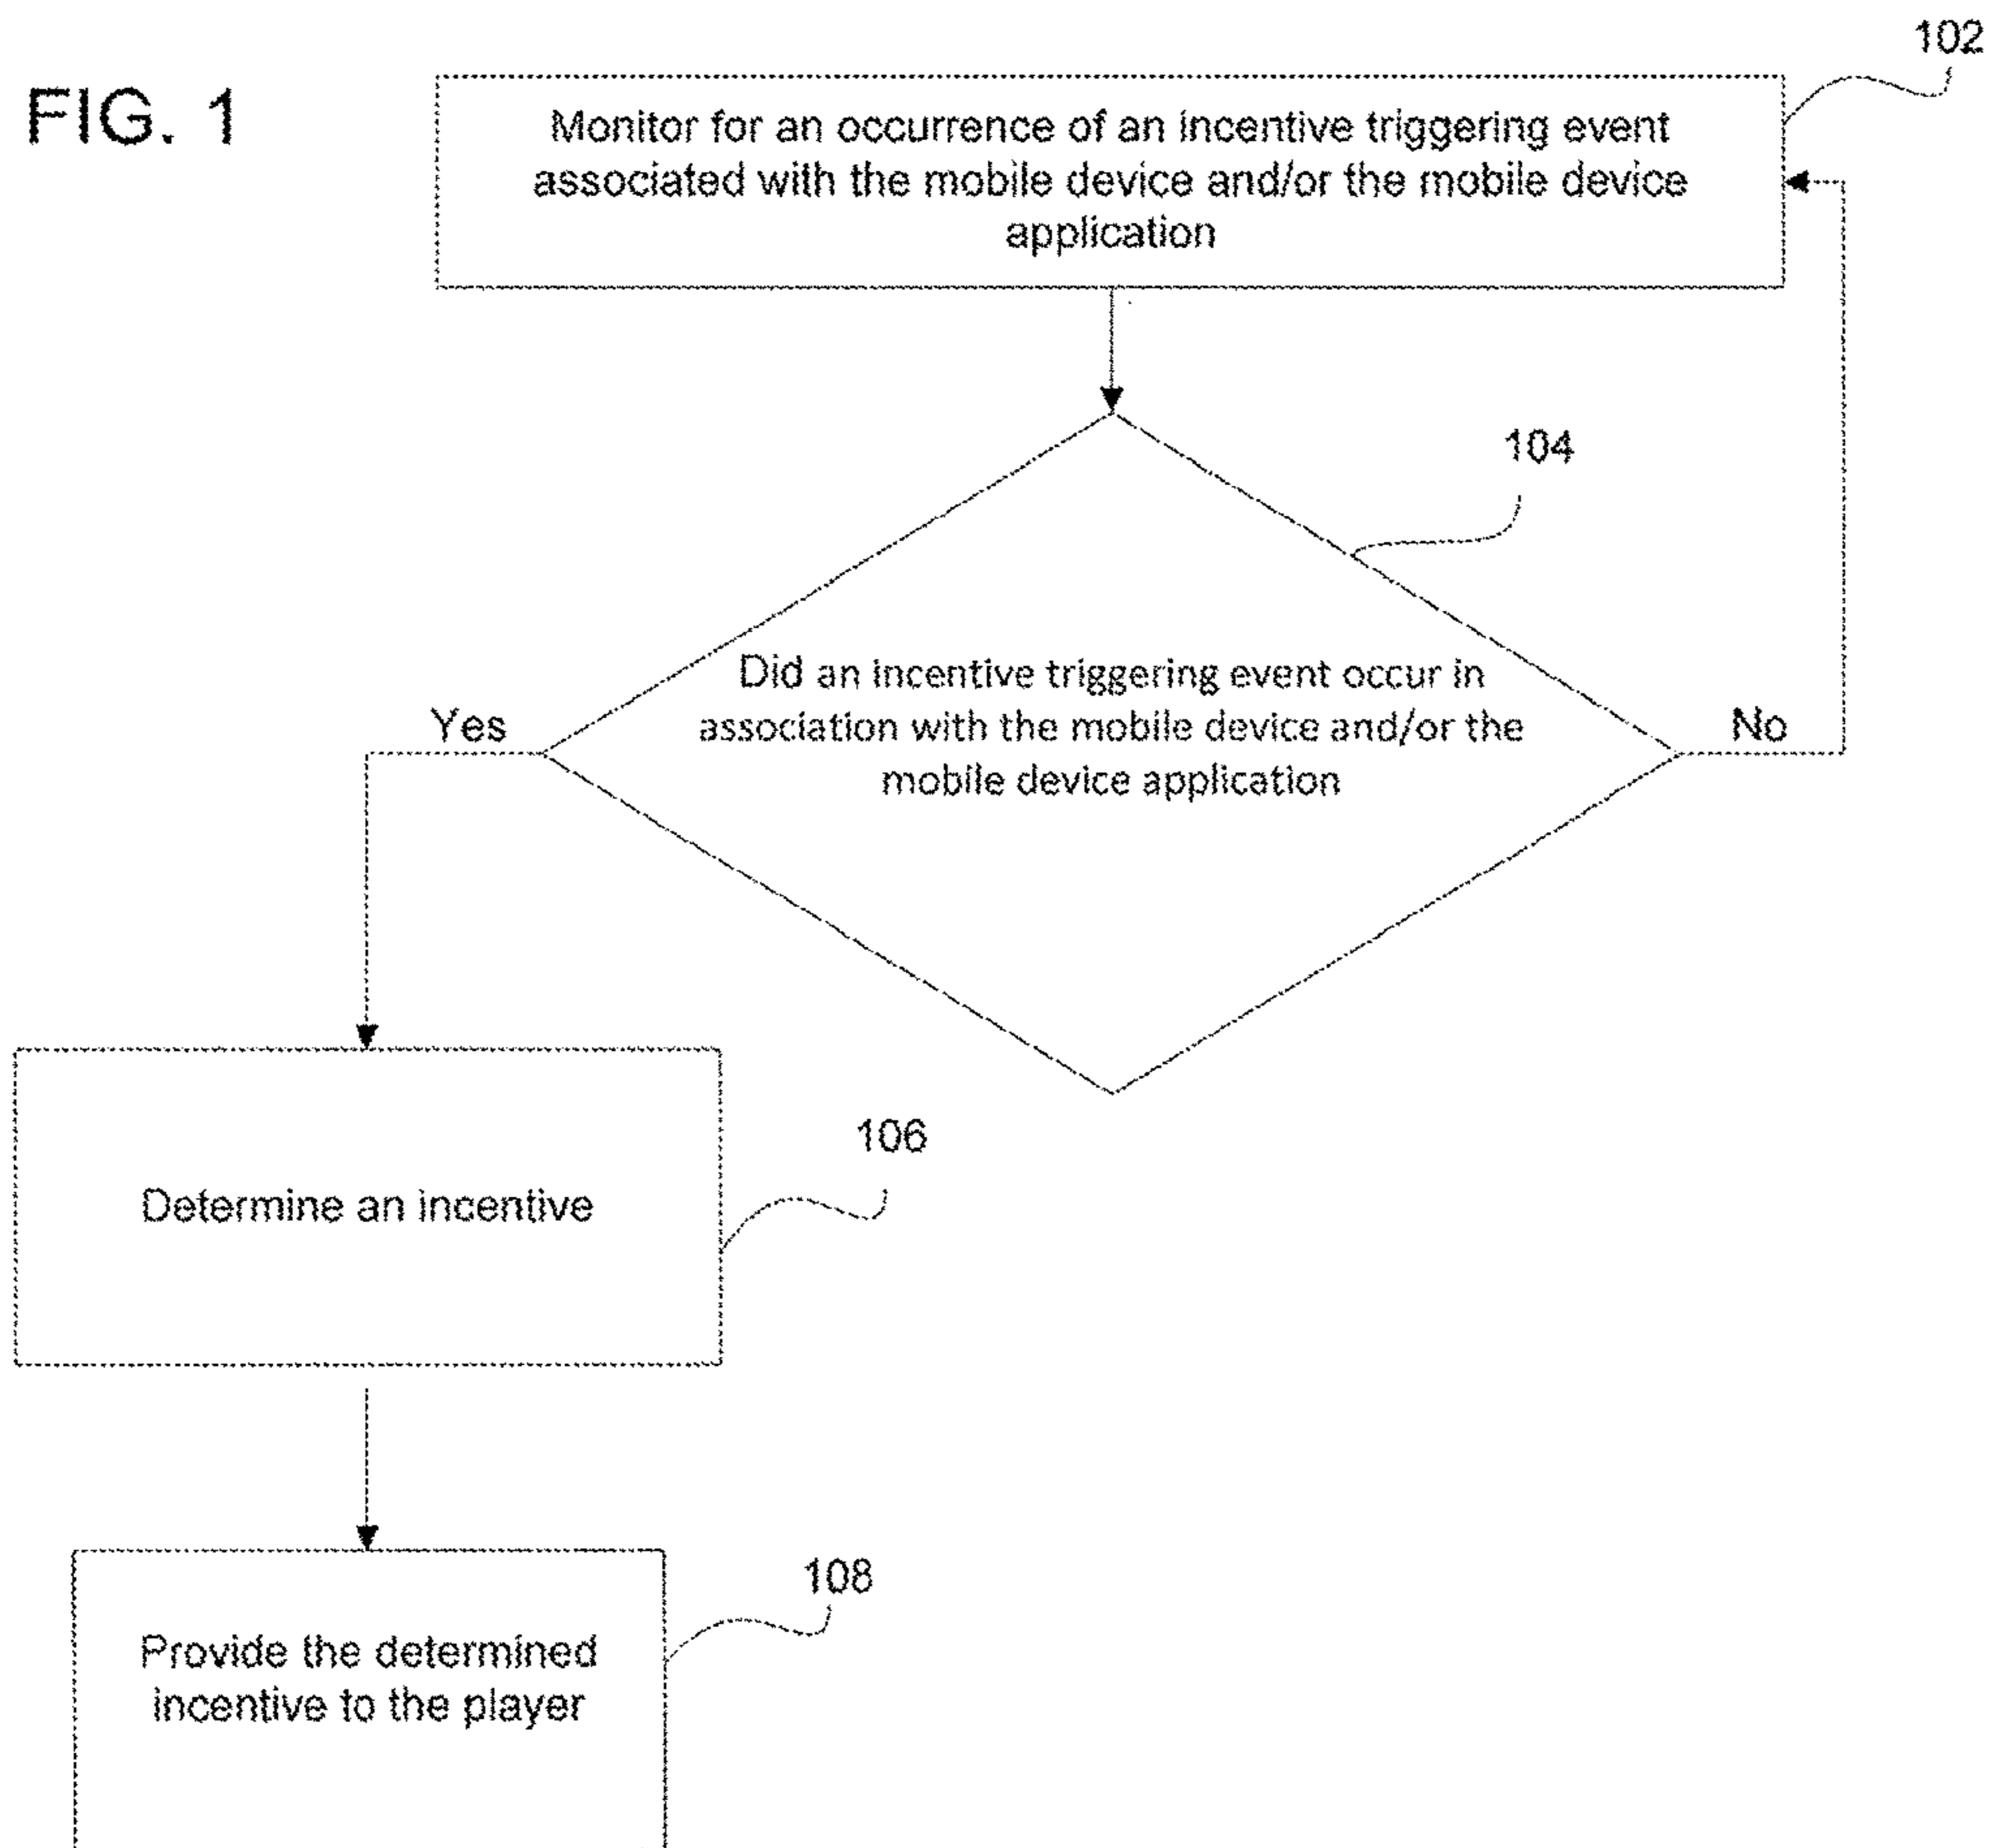 102
FIG. 1
Monitor for an occurrence of an incentive triggering event
associated with the mobile device and/or the mobile device
application
104
Did an incentive triggering event occur in
association with the mobile device and/or the
mobile device application
Yes
No
106
Determine an incentive
108
Provide the determined
incentive to the player